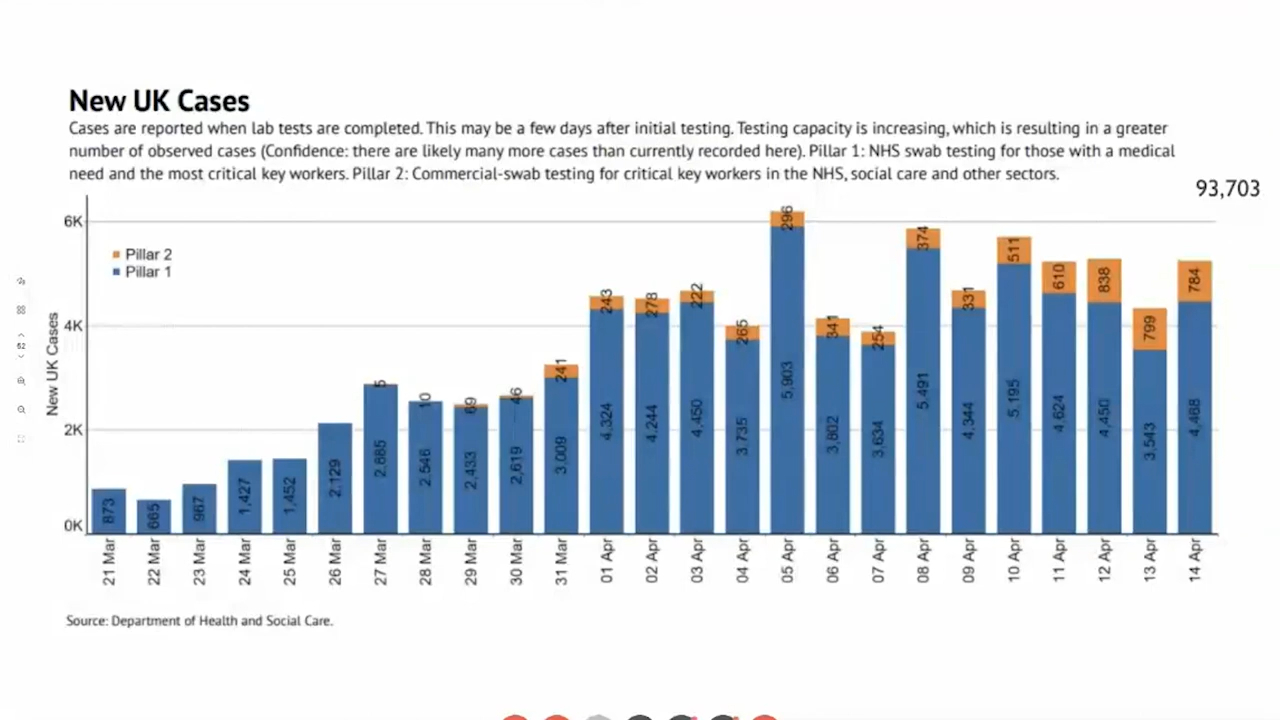 New UK Cases
Cases are reported when lab tests are completed. This may be a few days after initial testing. Testing capacity is increasing, which is resulting in a greater
number of observed cases (Confidence: there are likely many more cases than currently recorded here). Pillar 1: NHS swab testing for those with a medical
need and the most critical key workers. Pillar 2: Commercial-swab testing for critical key workers in the NHS, social care and other sectors.
93,703
6K
4K
2K
0K
New UK Cases
Pillar 2
Pillar 1
52
873
665
967
1,427
1,452
2,129
5
2,885
10
2,546
69
2,433
46
2,619
241
3,009
243
4,324
278
4,244
222
4,450
265
3,735
296
5,903
341
3,802
254
3,634
374
5,491
331
4,344
511
5,195
610
4,624
838
4,450
799
3,543
784
4,468
21 Mar
22 Mar
23 Mar
24 Mar
25 Mar
26 Mar
27 Mar
28 Mar
29 Mar
30 Mar
31 Mar
01 Apr
02 Apr
03 Apr
04 Apr
05 Apr
06 Apr
07 Apr
08 Apr
09 Apr
10 Apr
11 Apr
12 Apr
13 Apr
14 Apr
Source: Department of Health and Social Care.